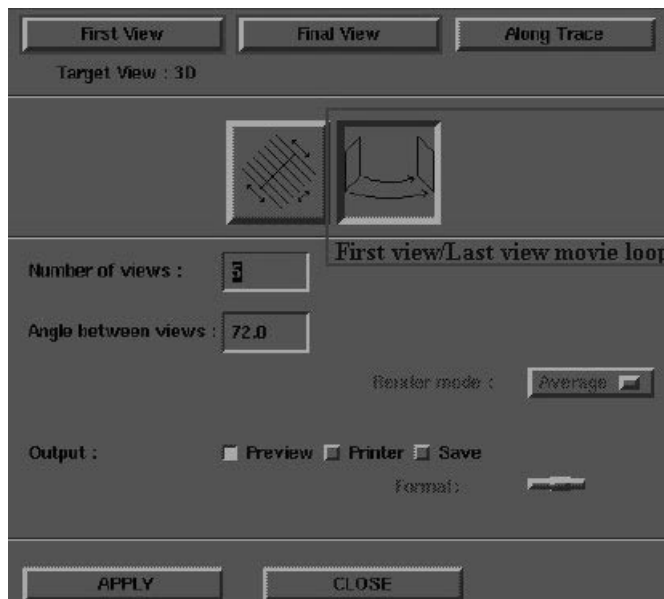 First View Final View Along Trace
Target View : 3D
First view/Last view movie loop
Number of views : 5
Angle between views : 72.0
Render mode : Average
Output : Preview Printer Save
Format :
APPLY CLOSE